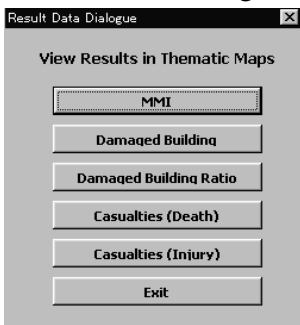 Result Data Dialogue
View Results in Thematic Maps
MMI
Damaged Building
Damaged Building Ratio
Casualties (Death)
Casualties (Injury)
Exit